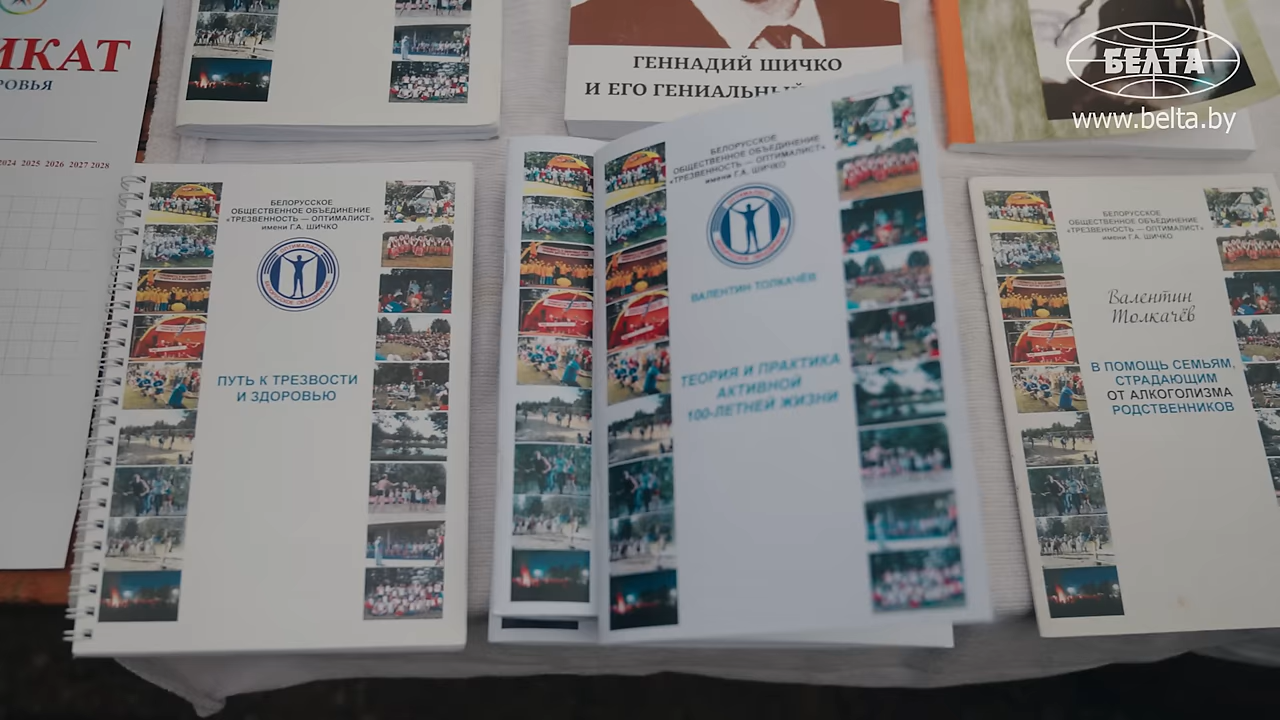 ИКАТ
ОВЬЯ
2024 2025 2026 2027 2028
ГЕННАДИЙ ШИЧКО
И ЕГО ГЕНИАЛЬНЫЙ
БЕЛТА
www.belta.by
БЕЛОРУССКОЕ
ОБЩЕСТВЕННОЕ ОБЪЕДИНЕНИЕ
«ТРЕЗВЕННОСТЬ — ОПТИМАЛИСТ»
имени Г.А. ШИЧКО
ПУТЬ К ТРЕЗВОСТИ
И ЗДОРОВЬЮ
БЕЛОРУССКОЕ
ОБЩЕСТВЕННОЕ ОБЪЕДИНЕНИЕ
«ТРЕЗВЕННОСТЬ — ОПТИМАЛИСТ»
имени Г.А. ШИЧКО
ВАЛЕНТИН ТОЛКАЧЁВ
ТЕОРИЯ И ПРАКТИКА
АКТИВНОЙ
100-ЛЕТНЕЙ ЖИЗНИ
БЕЛОРУССКОЕ
ОБЩЕСТВЕННОЕ ОБЪЕДИНЕНИЕ
«ТРЕЗВЕННОСТЬ — ОПТИМАЛИСТ»
имени Г.А. ШИЧКО
Валентин
Толкачёв
В ПОМОЩЬ СЕМЬЯМ,
СТРАДАЮЩИМ
ОТ АЛКОГОЛИЗМА
РОДСТВЕННИКОВ